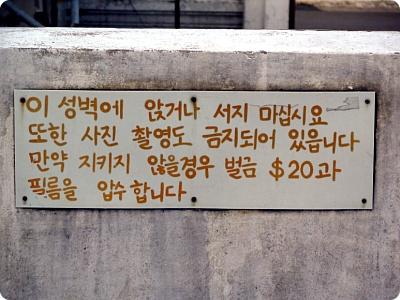 이 성벽에 앉거나 서지 마십시요
또한 사진 촬영도 금지되어 있읍니다
만약 지키지 않을경우 벌금 $20과
필름을 압수합니다